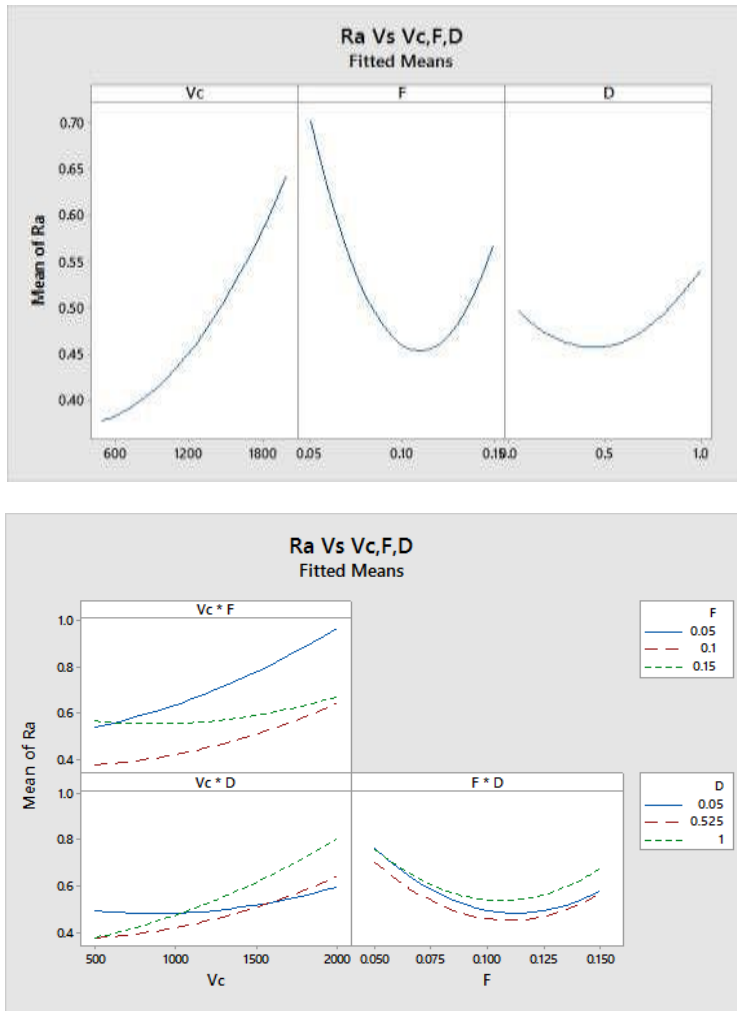 Ra Vs Vc,F,D
Fitted Means
Vc F D
0.70
0.65
0.60
0.55
0.50
0.45
0.40
Mean of Ra
600 1200 1800 0.05 0.10 0.5 1.0
Ra Vs Vc,F,D
Fitted Means
Vc * F
1.0
0.8
0.6
0.4
F
0.05
0.1
0.15
Mean of Ra
Vc * D F * D
1.0
0.8
0.6
0.4
D
0.05
0.525
1
500 1000 1500 2000 0.050 0.075 0.100 0.125 0.150
Vc F